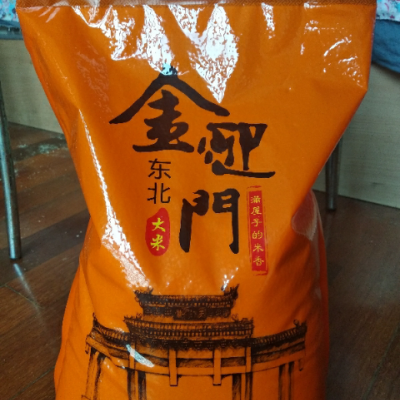 金迎門
东北
大米
满屋子的米香